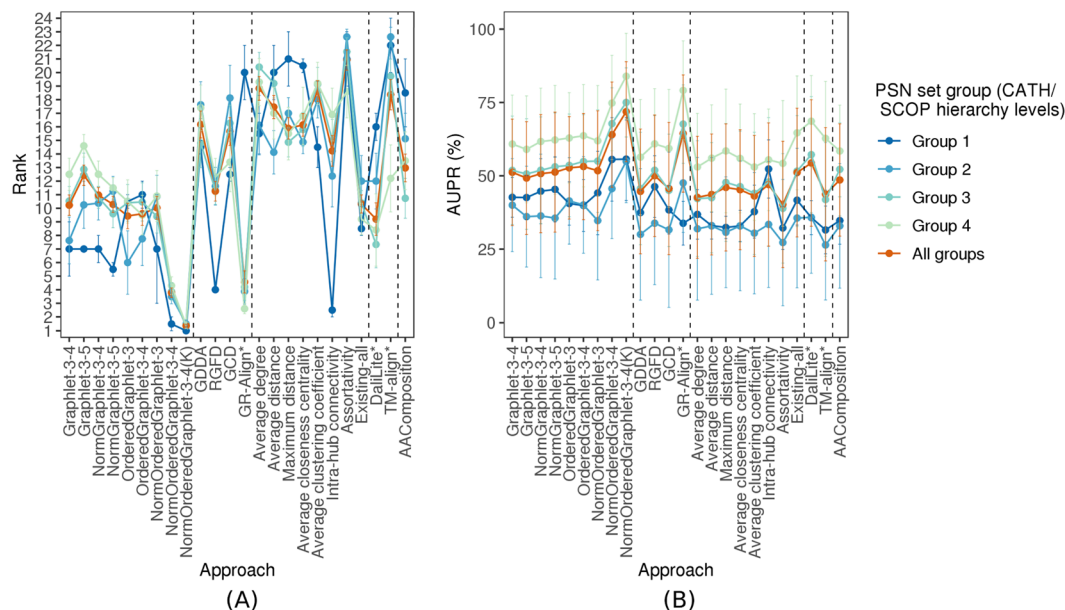 24
23
22
21
20
19
18
17
16
15
14
13
12
11
10
9
8
7
6
5
4
3
2
1
Rank
Graphlet-3-4
Graphlet-3-5
NormGraphlet-3-4
NormGraphlet-3-5
OrderedGraphlet-3
OrderedGraphlet-3-4
NormOrderedGraphlet-3
NormOrderedGraphlet-3-4
NormOrderedGraphlet-3-4(K)
GDDA
RGFD
GCD
GR-Align*
Average degree
Average distance
Maximum distance
Average closeness centrality
Average clustering coefficient
Intra-hub connectivity
Assortativity
Existing-all
DaliLite*
TM-align*
AAComposition
Approach
(A)
100
75
50
25
0
AUPR (%)
Graphlet-3-4
Graphlet-3-5
NormGraphlet-3-4
NormGraphlet-3-5
OrderedGraphlet-3
OrderedGraphlet-3-4
NormOrderedGraphlet-3
NormOrderedGraphlet-3-4
NormOrderedGraphlet-3-4(K)
GDDA
RGFD
GCD
GR-Align*
Average degree
Average distance
Maximum distance
Average closeness centrality
Average clustering coefficient
Intra-hub connectivity
Assortativity
Existing-all
DaliLite*
TM-align*
AAComposition
Approach
(B)
PSN set group (CATH/
SCOP hierarchy levels)
Group 1
Group 2
Group 3
Group 4
All groups